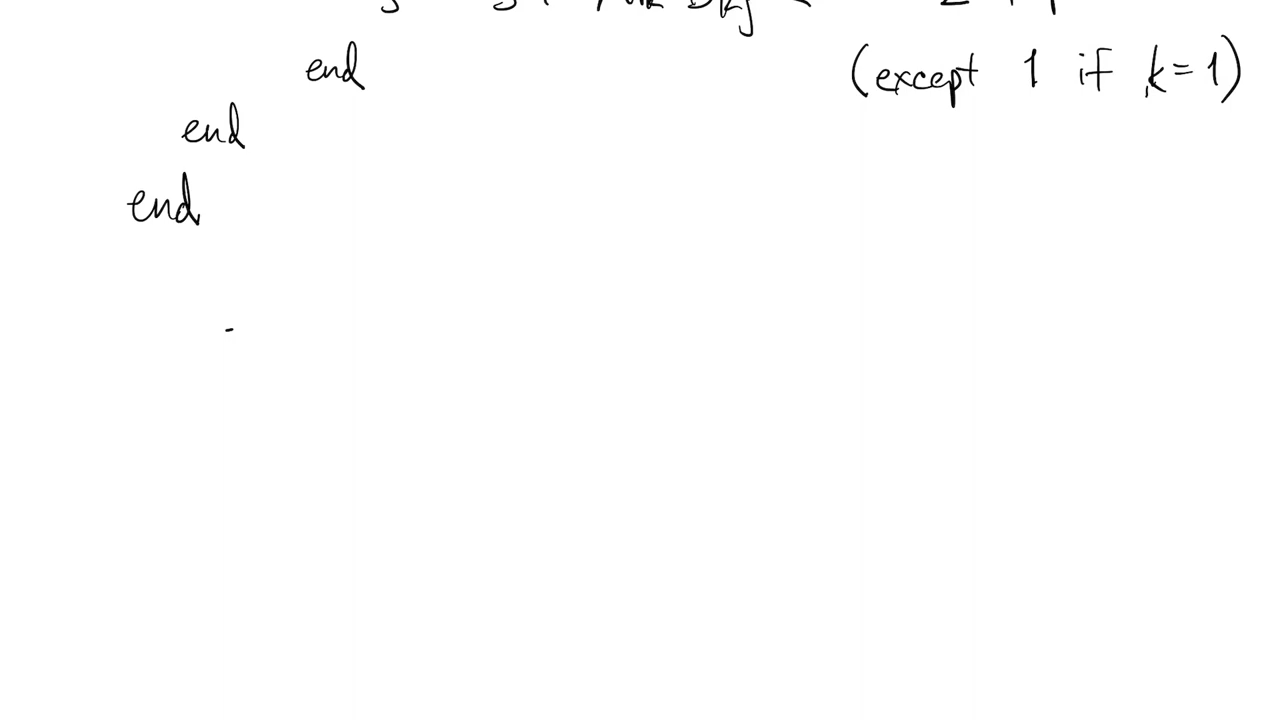 end
(except 1 if k=1)
end
end